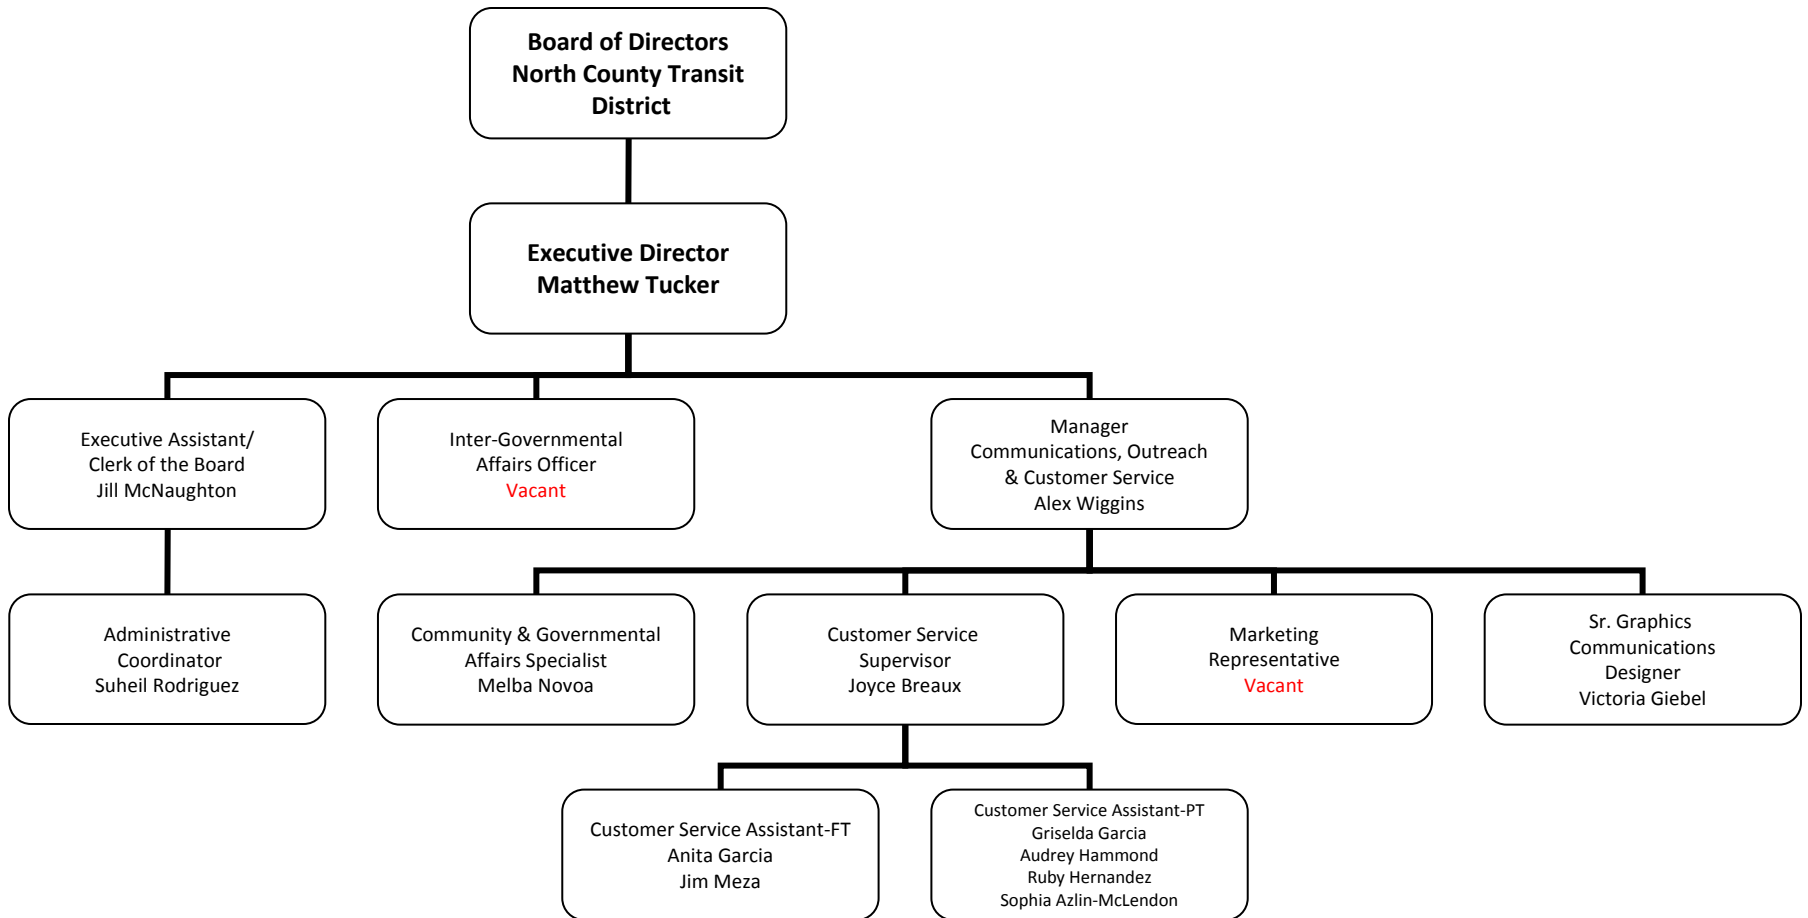 Board of Directors
North County Transit
District
Executive Director
Matthew Tucker
Executive Assistant/
Clerk of the Board
Jill McNaughton
Inter-Governmental
Affairs Officer
Vacant
Manager
Communications, Outreach
& Customer Service
Alex Wiggins
Administrative
Coordinator
Suheil Rodriguez
Community & Governmental
Affairs Specialist
Melba Novoa
Customer Service
Supervisor
Joyce Breaux
Marketing
Representative
Vacant
Sr. Graphics
Communications
Designer
Victoria Giebel
Customer Service Assistant-FT
Anita Garcia
Jim Meza
Customer Service Assistant-PT
Griselda Garcia
Audrey Hammond
Ruby Hernandez
Sophia Azlin-McLendon